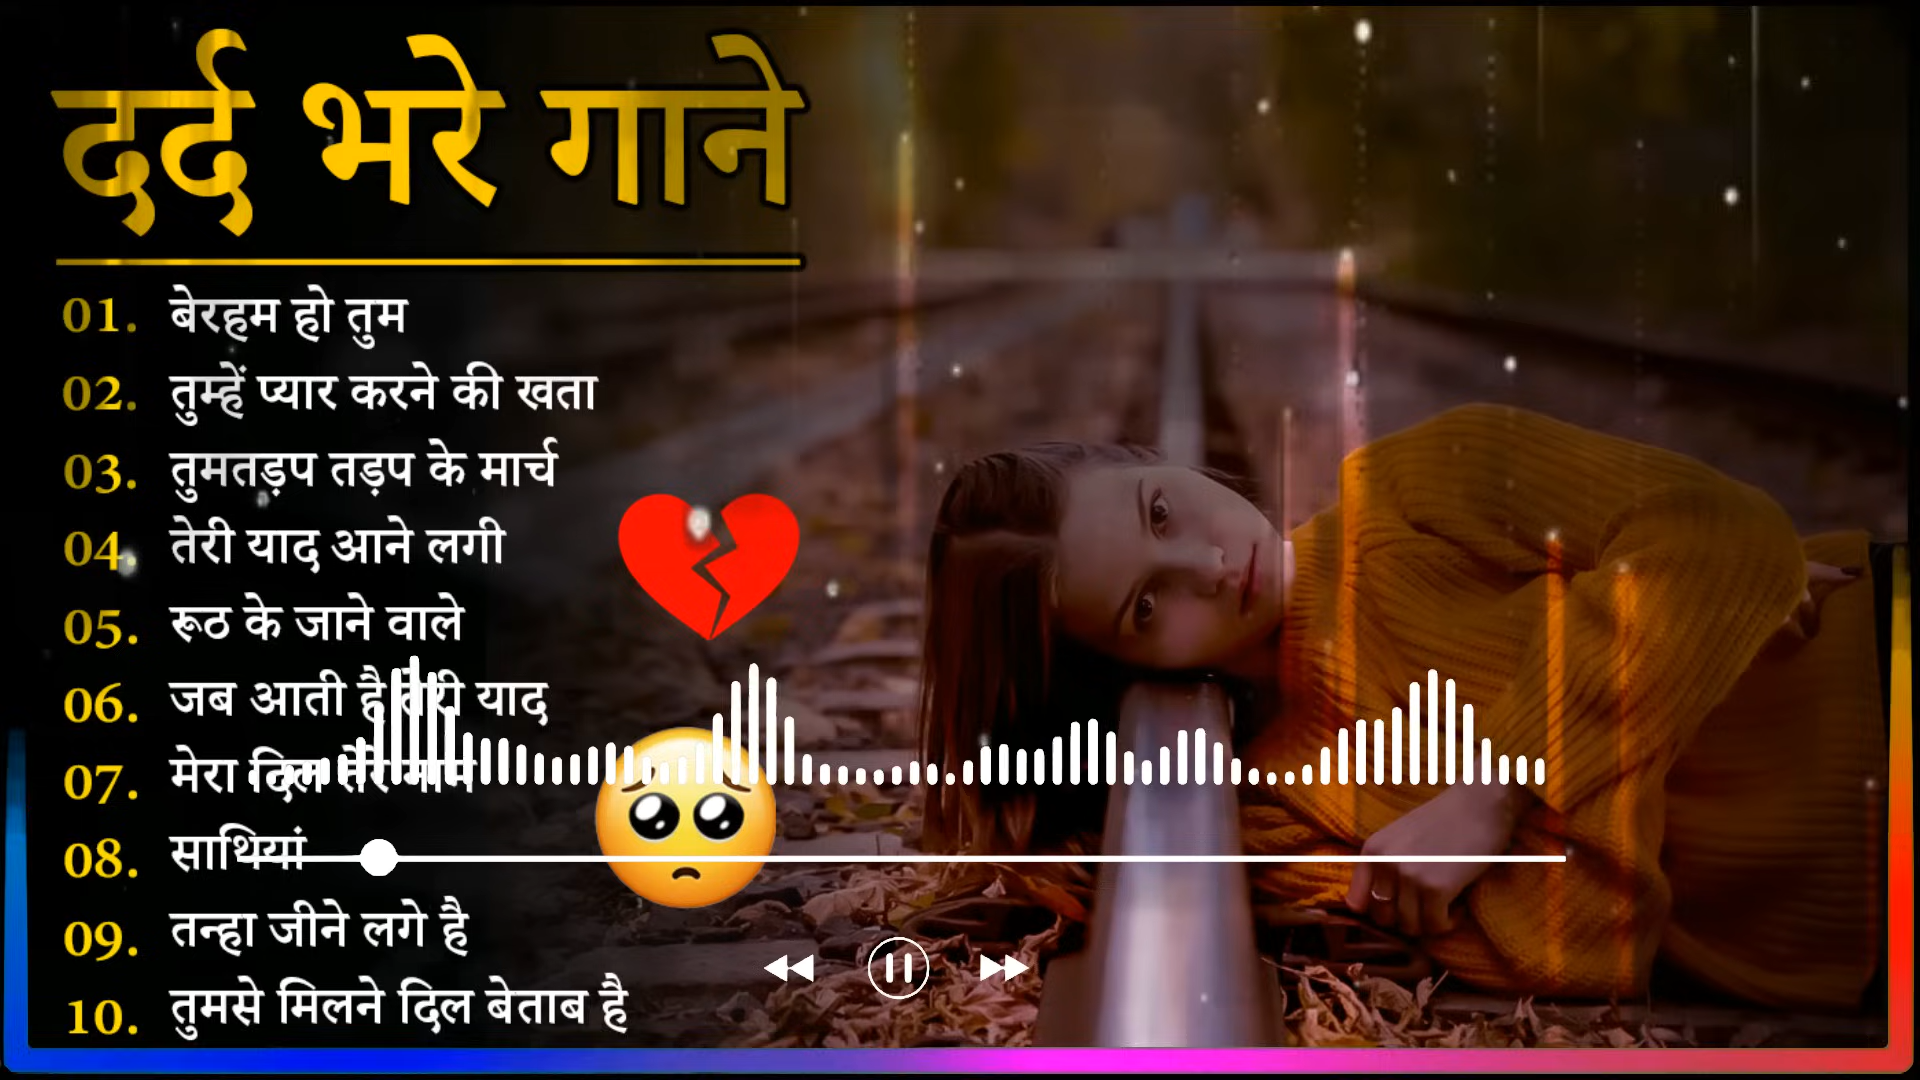 दर्द भरे गाने
01. बेरहम हो तुम
02. तुम्हें प्यार करने की खता
03. तुमतड़प तड़प के मार्च
04. तेरी याद आने लगी
05. रूठ के जाने वाले
06. जब आती है तेरी याद
07. मेरा दिल तेरे नाम
08. साथियां
09. तन्हा जीने लगे है
10. तुमसे मिलने दिल बेताब है